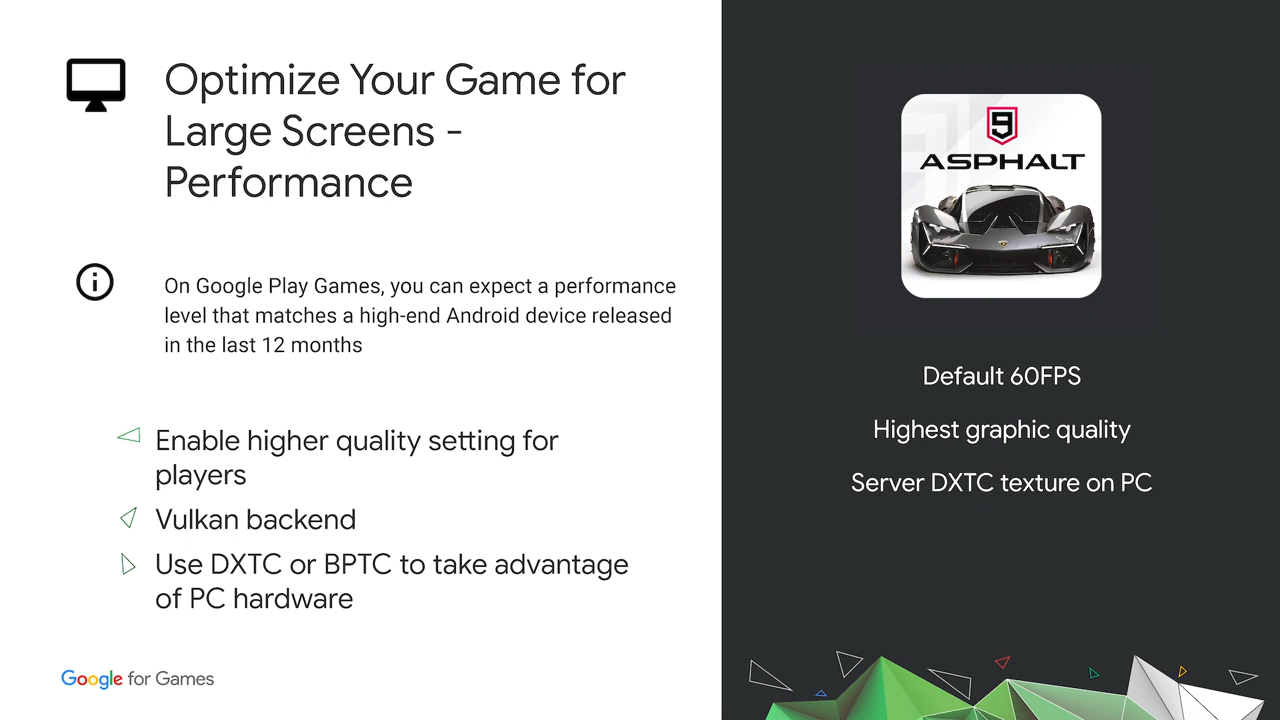 Optimize Your Game for
Large Screens -
Performance
On Google Play Games, you can expect a performance
level that matches a high-end Android device released
in the last 12 months
Enable higher quality setting for
players
Vulkan backend
Use DXTC or BPTC to take advantage
of PC hardware
Google for Games
9
ASPHALT
Default 60FPS
Highest graphic quality
Server DXTC texture on PC